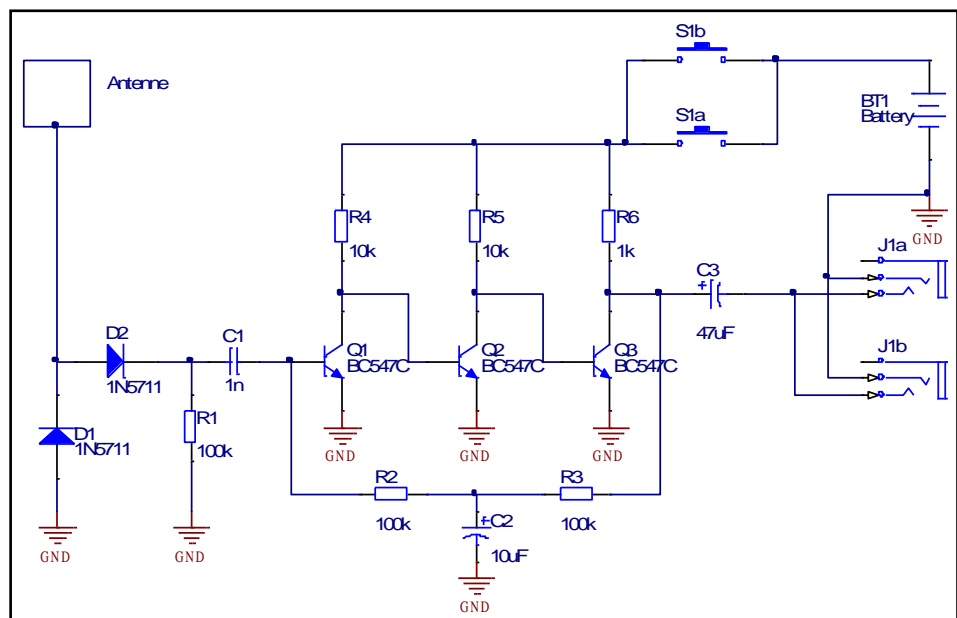 S1b
Antenne
BT1
Battery
S1a
R4
10k
R5
10k
R6
1k
GND
J1a
C3
47uF
D2
1N5711
C1
1n
Q1
BC547C
Q2
BC547C
Q3
BC547C
J1b
D1
1N5711
R1
100k
GND
GND
GND
R2
100k
R3
100k
C2
10uF
GND
GND
GND